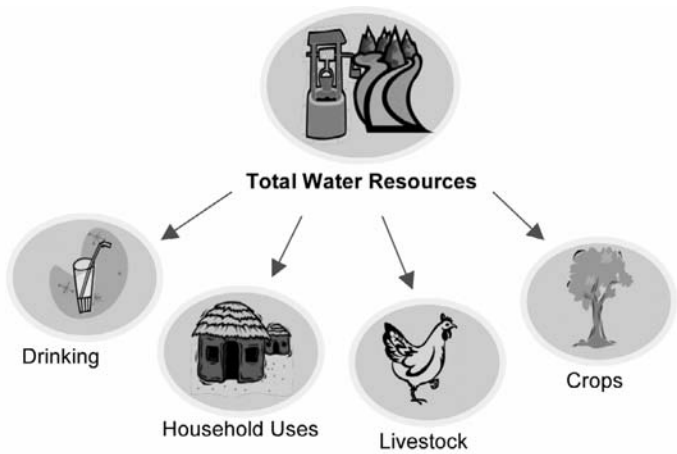 Total Water Resources
Drinking
Household Uses
Livestock
Crops